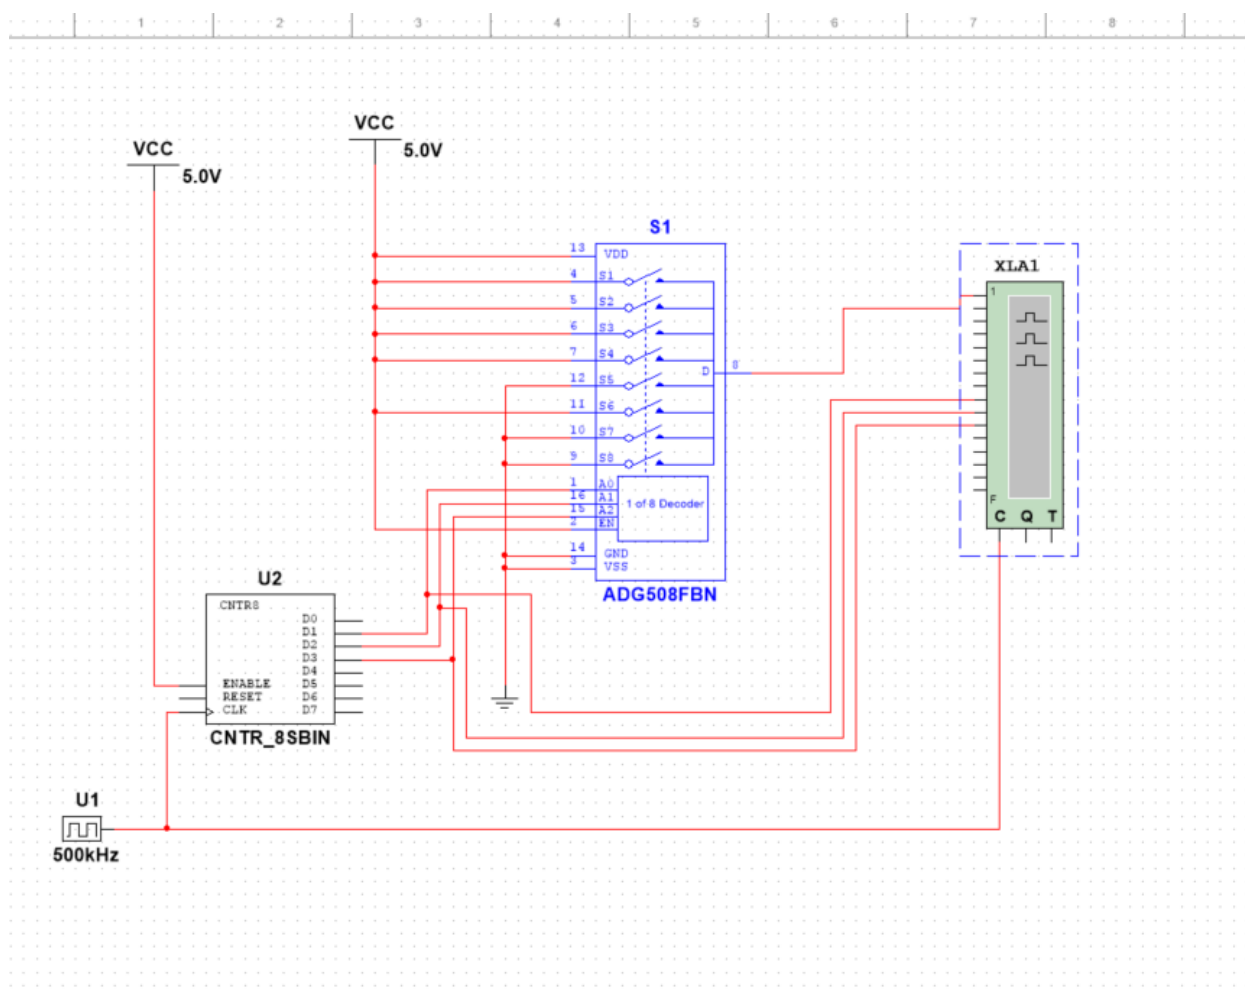 1 2 3 4 5 6 7 8
VCC
5.0V
VCC
5.0V
S1
13 VDD
4 S1
5 S2
6 S3
7 S4
12 S5
11 S6
10 S7
9 S8
D 8
1 A0
16 A1
15 A2
2 EN
1 of 8 Decoder
14 GND
3 VSS
ADG508FBN
XLA1
1
F
C Q T
U2
CNTR8
D0
D1
D2
D3
D4
ENABLE D5
RESET D6
CLK D7
CNTR_8SBIN
U1
500kHz